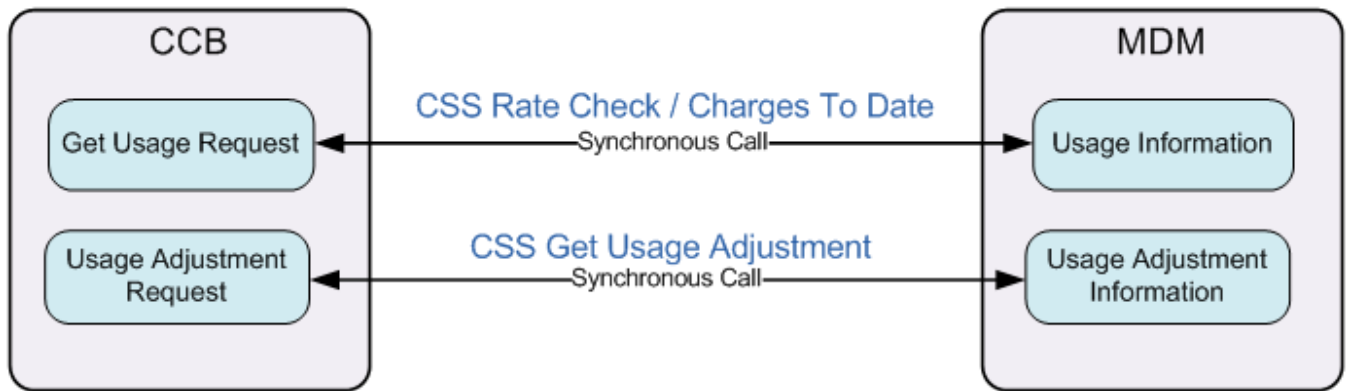 CCB
MDM
CSS Rate Check / Charges To Date
Get Usage Request
Synchronous Call
Usage Information
CSS Get Usage Adjustment
Usage Adjustment
Request
Synchronous Call
Usage Adjustment
Information